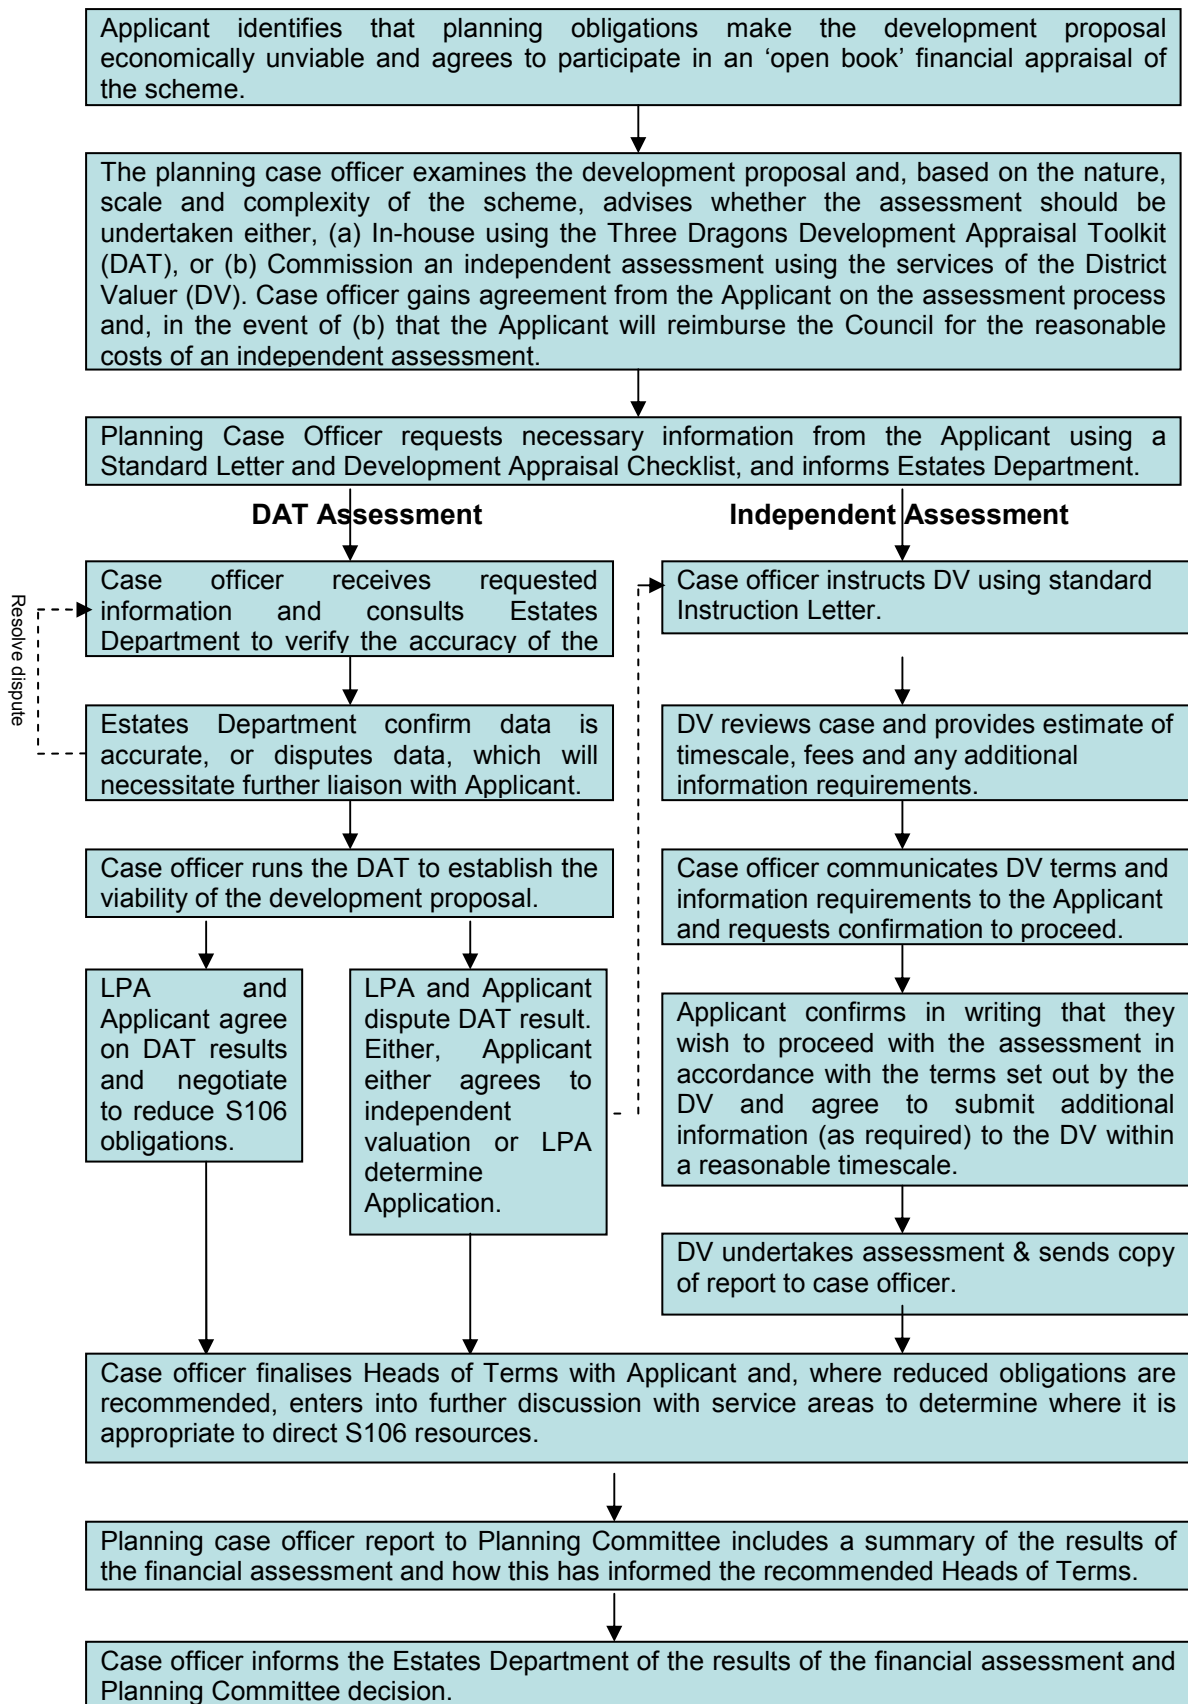 Applicant identifies that planning obligations make the development proposal
economically unviable and agrees to participate in an ‘open book’ financial appraisal of
the scheme.
The planning case officer examines the development proposal and, based on the nature,
scale and complexity of the scheme, advises whether the assessment should be
undertaken either, (a) In-house using the Three Dragons Development Appraisal Toolkit
(DAT), or (b) Commission an independent assessment using the services of the District
Valuer (DV). Case officer gains agreement from the Applicant on the assessment process
and, in the event of (b) that the Applicant will reimburse the Council for the reasonable
costs of an independent assessment.
Planning Case Officer requests necessary information from the Applicant using a
Standard Letter and Development Appraisal Checklist, and informs Estates Department.
DAT Assessment
Case officer receives requested
information and consults Estates
Department to verify the accuracy of the
Resolve dispute
Estates Department confirm data is
accurate, or disputes data, which will
necessitate further liaison with Applicant.
Case officer runs the DAT to establish the
viability of the development proposal.
LPA and
Applicant agree
on DAT results
and negotiate
to reduce S106
obligations.
LPA and Applicant
dispute DAT result.
Either, Applicant
either agrees to
independent
valuation or LPA
determine
Application.
Independent Assessment
Case officer instructs DV using standard
Instruction Letter.
DV reviews case and provides estimate of
timescale, fees and any additional
information requirements.
Case officer communicates DV terms and
information requirements to the Applicant
and requests confirmation to proceed.
Applicant confirms in writing that they
wish to proceed with the assessment in
accordance with the terms set out by the
DV and agree to submit additional
information (as required) to the DV within
a reasonable timescale.
DV undertakes assessment & sends copy
of report to case officer.
Case officer finalises Heads of Terms with Applicant and, where reduced obligations are
recommended, enters into further discussion with service areas to determine where it is
appropriate to direct S106 resources.
Planning case officer report to Planning Committee includes a summary of the results of
the financial assessment and how this has informed the recommended Heads of Terms.
Case officer informs the Estates Department of the results of the financial assessment and
Planning Committee decision.